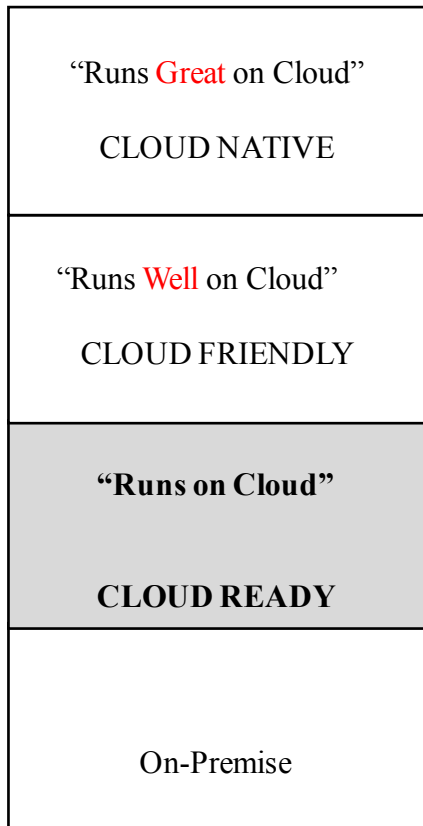 “Runs Great on Cloud”
CLOUD NATIVE
“Runs Well on Cloud”
CLOUD FRIENDLY
“Runs on Cloud”
CLOUD READY
On-Premise